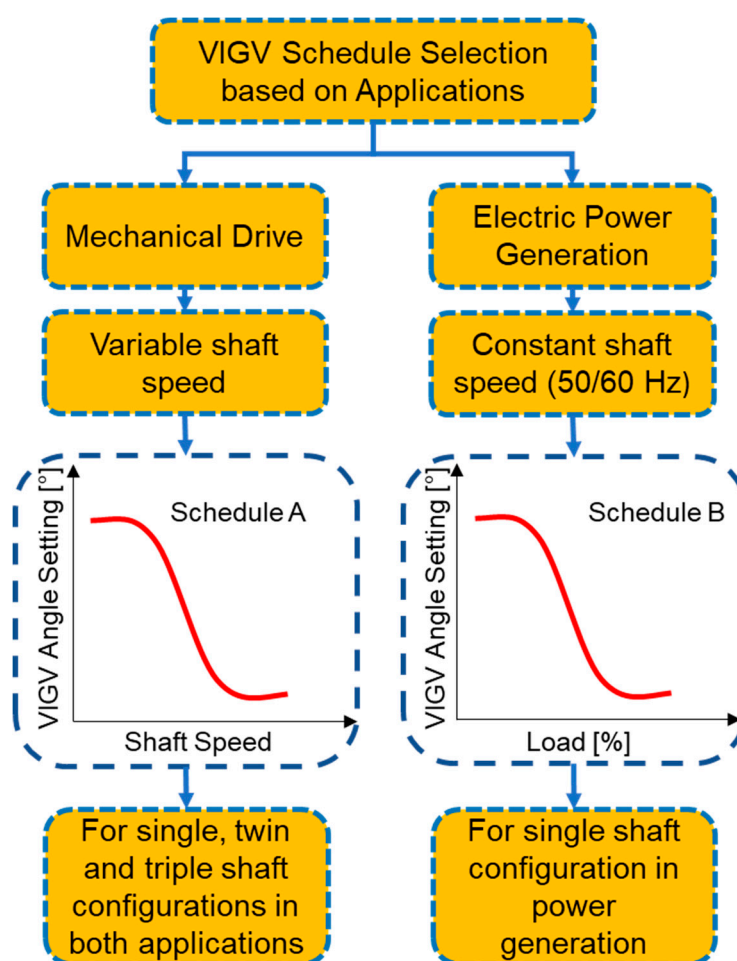 VIGV Schedule Selection
based on Applications
Mechanical Drive
Electric Power
Generation
Variable shaft
speed
Constant shaft
speed (50/60 Hz)
VIGV Angle Setting [°]
Schedule A
Shaft Speed
VIGV Angle Setting [°]
Schedule B
Load [%]
For single, twin
and triple shaft
configurations in
both applications
For single shaft
configuration in
power
generation